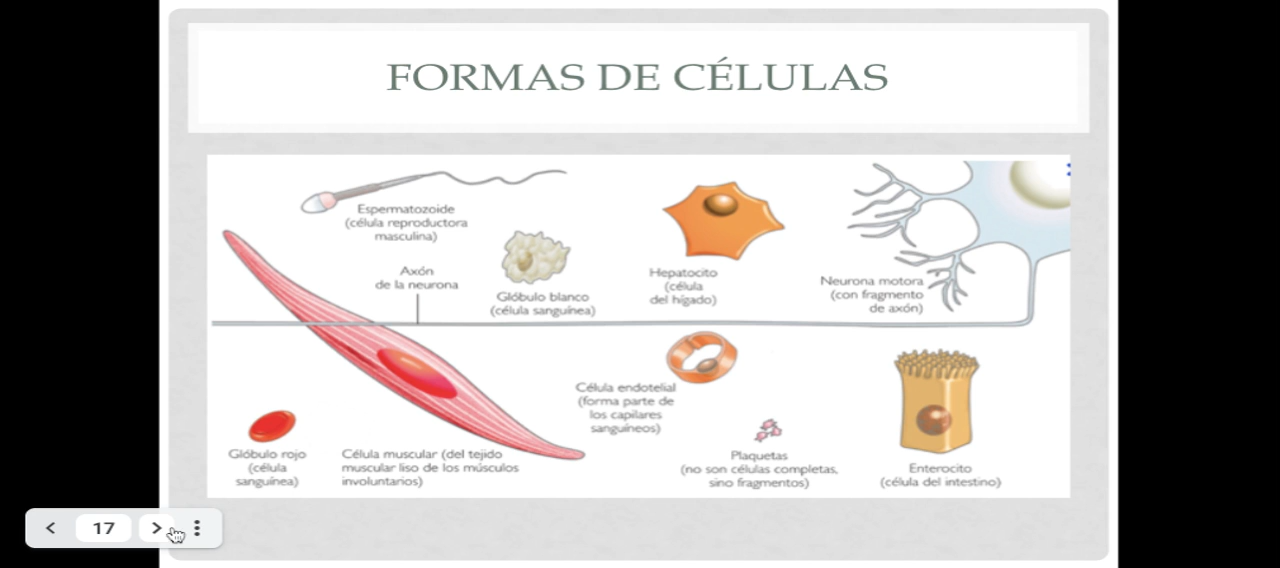 FORMAS DE CÉLULAS
Espermatozoide
(célula reproductora
masculina)
Axón
de la neurona
Glóbulo blanco
(célula sanguínea)
Hepatocito
(célula
del hígado)
Neurona motora
(con fragmento
de axón)
Célula endotelial
(forma parte de
los capilares
sanguíneos)
Glóbulo rojo
(célula
sanguínea)
Célula muscular (del tejido
muscular liso de los músculos
involuntarios)
Plaquetas
(no son células completas,
sino fragmentos)
Enterocito
(célula del intestino)
17